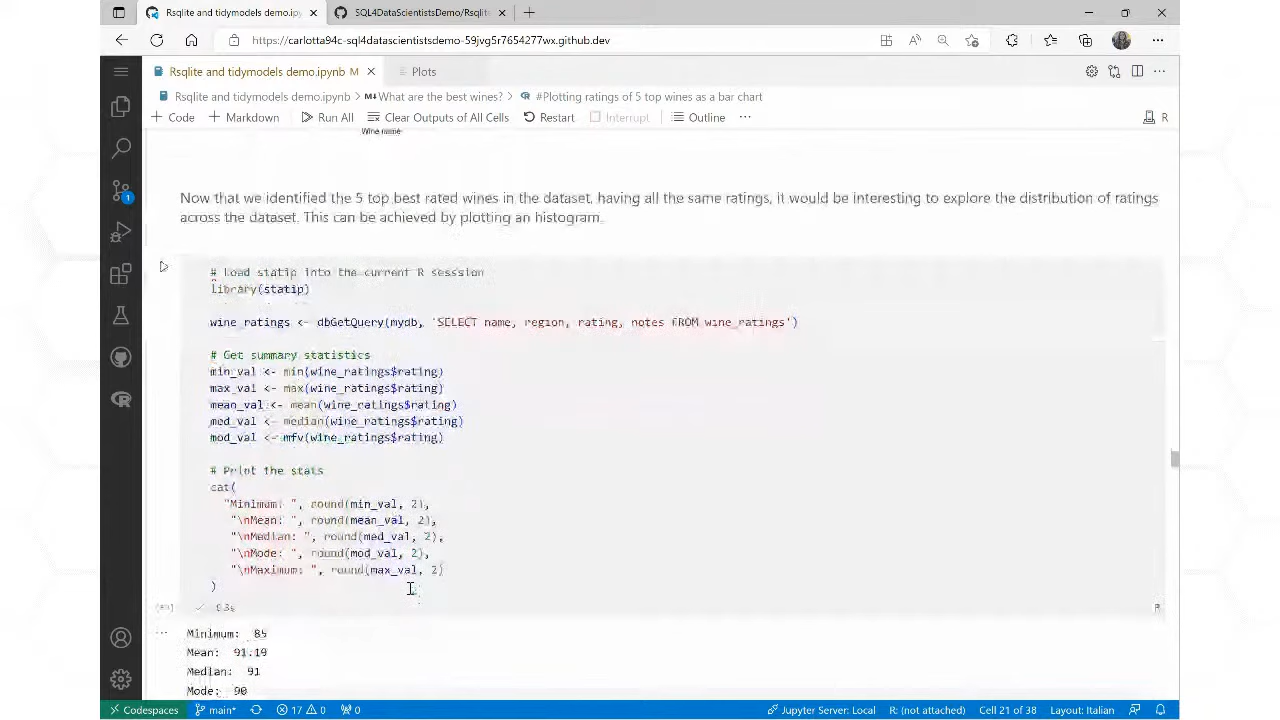 Rsqlite and tidymodels demo.ipyn
SQL4DataScientistsDemo/Rsqlite
https://carlotta94c-sql4datascientistsdemo-59jvg5r7654277wx.github.dev
Rsqlite and tidymodels demo.ipynb M
Plots
Rsqlite and tidymodels demo.ipynb > M↓What are the best wines? > #Plotting ratings of 5 top wines as a bar chart
+ Code + Markdown Run All Clear Outputs of All Cells Restart Interrupt Outline ··· R
Wine name
Now that we identified the 5 top best rated wines in the dataset, having all the same ratings, it would be interesting to explore the distribution of ratings
across the dataset. This can be achieved by plotting an histogram.
# Load statip into the current R sesssion
library(statip)
wine_ratings <- dbGetQuery(mydb, 'SELECT name, region, rating, notes FROM wine_ratings')
# Get summary statistics
min_val <- min(wine_ratings$rating)
max_val <- max(wine_ratings$rating)
mean_val <- mean(wine_ratings$rating)
med_val <- median(wine_ratings$rating)
mod_val <- mfv(wine_ratings$rating)
# Print the stats
cat(
"Minimum: ", round(min_val, 2),
"\nMean: ", round(mean_val, 2),
"\nMedian: ", round(med_val, 2),
"\nMode: ", round(mod_val, 2),
"\nMaximum: ", round(max_val, 2)
)
0.3s
R
Minimum: 85
Mean: 91.19
Median: 91
Mode: 90
Codespaces main* 17 0 0 Jupyter Server: Local R: (not attached) Cell 21 of 38 Layout: Italian